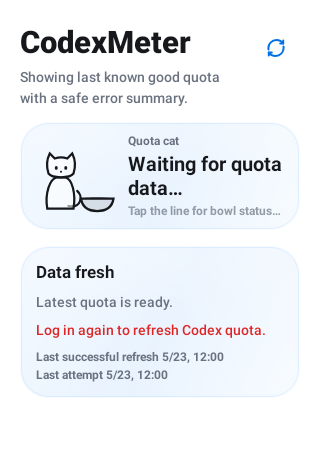 CodexMeter
Showing last known good quota
with a safe error summary.
Quota cat
Waiting for quota
data...
Tap the line for bowl status...
Data fresh
Latest quota is ready.
Log in again to refresh Codex quota.
Last successful refresh 5/23, 12:00
Last attempt 5/23, 12:00